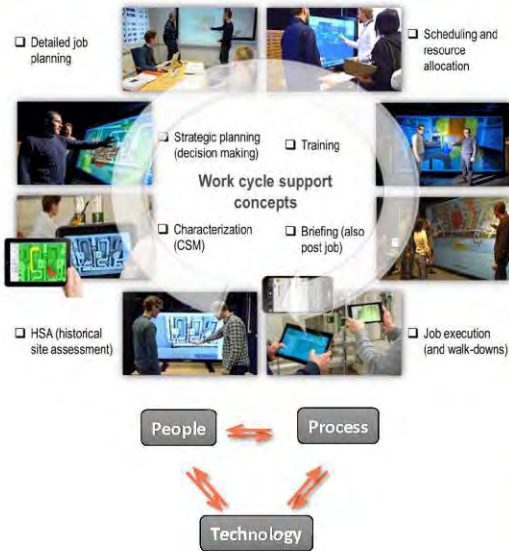 ❑ Detailed job
planning
❑ Scheduling and
resource
allocation
❑ Strategic planning
(decision making)
❑ Training
Work cycle support
concepts
❑ Characterization
(CSM)
❑ Briefing (also
post job)
❑ HSA (historical
site assessment)
❑ Job execution
(and walk-downs)
People
Process
Technology